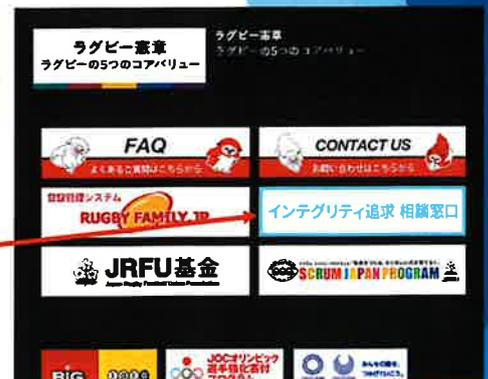 ラグビー憲章
ラグビーの5つのコアバリュー
ラグビー憲章
ラグビーの5つのコアバリュー
FAQ
よくあるご質問はこちらから
CONTACT US
お問い合わせはこちらから
登録管理システム
RUGBY FAMILY.JP
インテグリティ追求 相談窓口
JRFU基金
Japan Rugby Football Union Foundation
SCRUM JAPAN PROGRAM
BIG
JOCオリンピック
選手強化寄付
プログラム